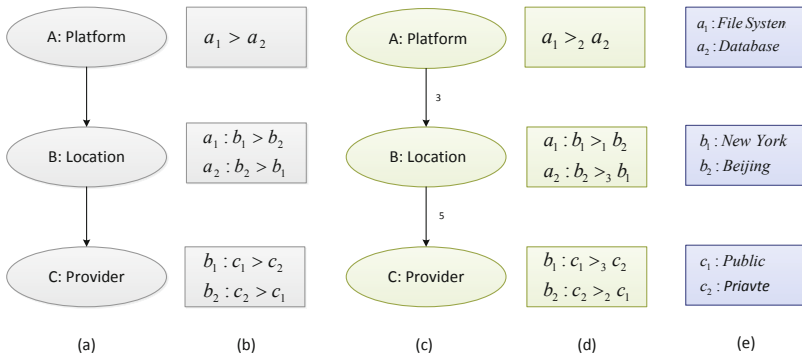 A: Platform
B: Location
C: Provider
(a)
a₁ > a₂
a₁ : b₁ > b₂
a₂ : b₂ > b₁
b₁ : c₁ > c₂
b₂ : c₂ > c₁
(b)
A: Platform
3
B: Location
5
C: Provider
(c)
a₁ >₂ a₂
a₁ : b₁ >₁ b₂
a₂ : b₂ >₃ b₁
b₁ : c₁ >₃ c₂
b₂ : c₂ >₂ c₁
(d)
a₁ : File System
a₂ : Database
b₁ : New York
b₂ : Beijing
c₁ : Public
c₂ : Priavte
(e)